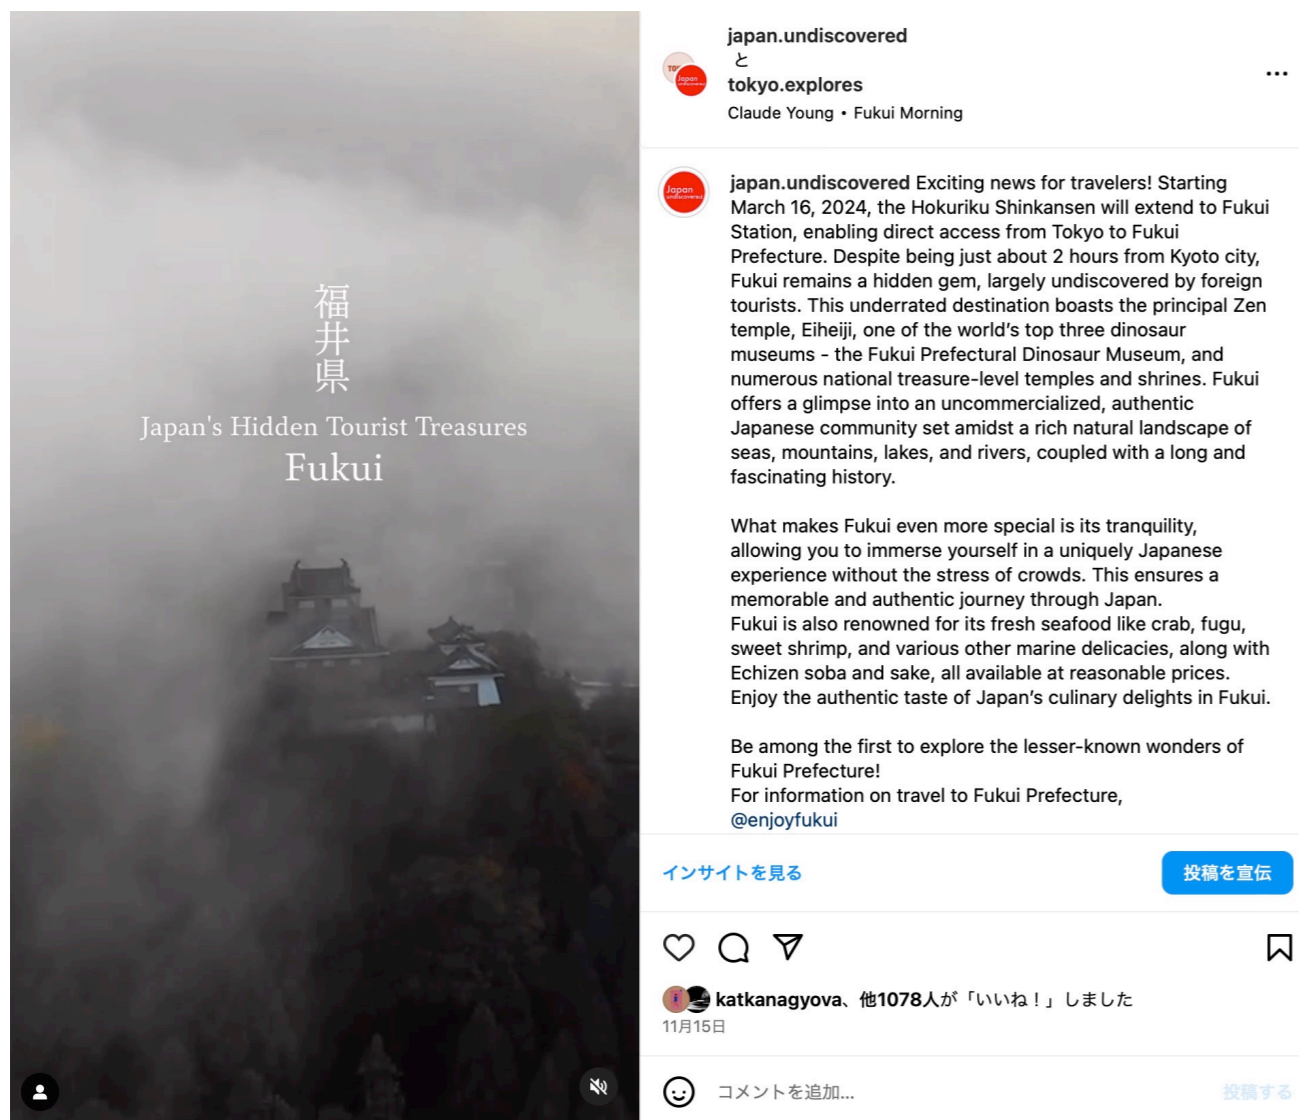 福井県
Japan's Hidden Tourist Treasures
Fukui
japan.undiscovered
と
tokyo.explores
Claude Young • Fukui Morning
Japan
undiscovered
japan.undiscovered Exciting news for travelers! Starting
March 16, 2024, the Hokuriku Shinkansen will extend to Fukui
Station, enabling direct access from Tokyo to Fukui
Prefecture. Despite being just about 2 hours from Kyoto city,
Fukui remains a hidden gem, largely undiscovered by foreign
tourists. This underrated destination boasts the principal Zen
temple, Eiheiji, one of the world's top three dinosaur
museums - the Fukui Prefectural Dinosaur Museum, and
numerous national treasure-level temples and shrines. Fukui
offers a glimpse into an uncommercialized, authentic
Japanese community set amidst a rich natural landscape of
seas, mountains, lakes, and rivers, coupled with a long and
fascinating history.
What makes Fukui even more special is its tranquility,
allowing you to immerse yourself in a uniquely Japanese
experience without the stress of crowds. This ensures a
memorable and authentic journey through Japan.
Fukui is also renowned for its fresh seafood like crab, fugu,
sweet shrimp, and various other marine delicacies, along with
Echizen soba and sake, all available at reasonable prices.
Enjoy the authentic taste of Japan's culinary delights in Fukui.
Be among the first to explore the lesser-known wonders of
Fukui Prefecture!
For information on travel to Fukui Prefecture,
@enjoyfukui
インサイトを見る
投稿を宣伝
katkanagyova、他1078人が「いいね！」しました
11月15日
コメントを追加...
投稿する